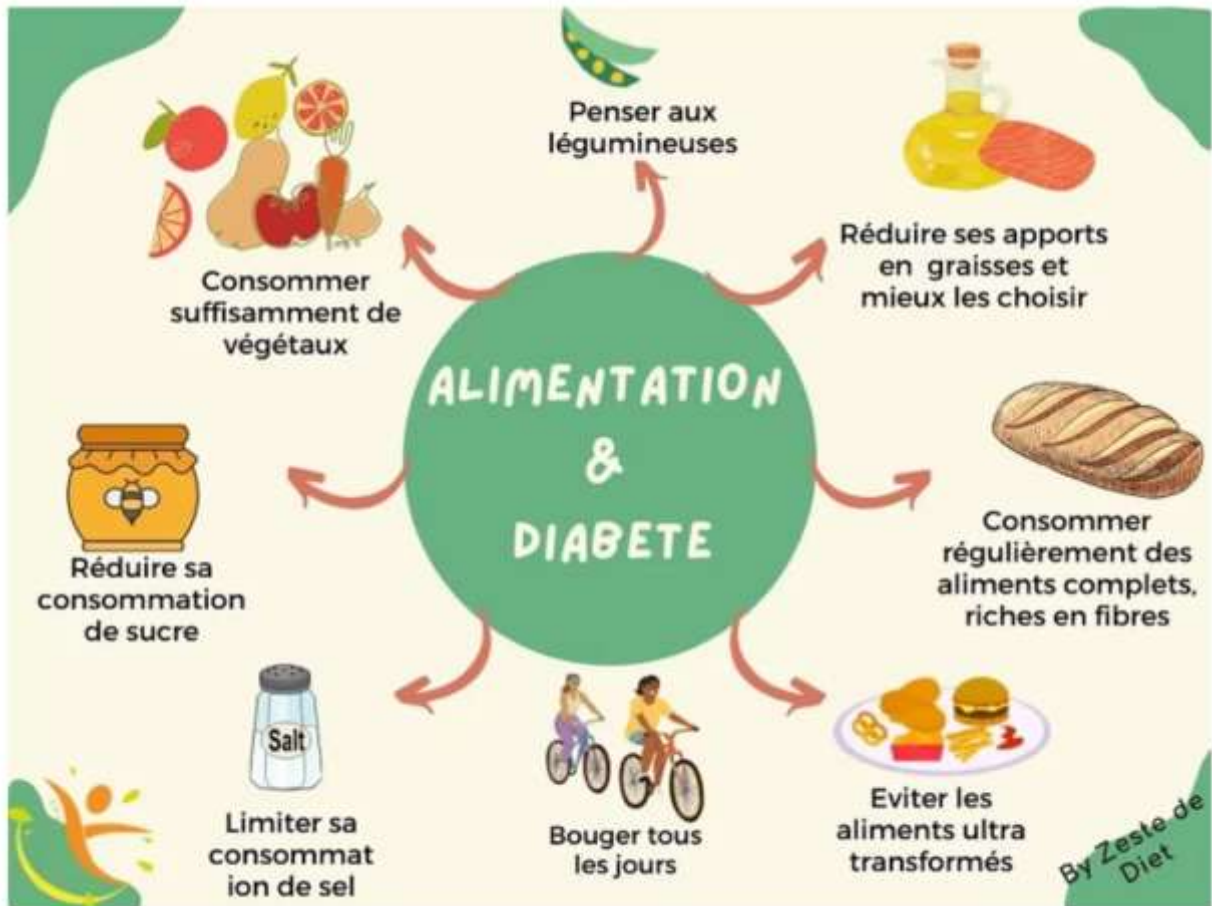 Penser aux
légumineuses
Consommer
suffisamment de
végétaux
Réduire ses apports
en graisses et
mieux les choisir
ALIMENTATION
&
DIABETE
Réduire sa
consommation
de sucre
Consommer
régulièrement des
aliments complets,
riches en fibres
Salt
Limiter sa
consommat
ion de sel
Bouger tous
les jours
Eviter les
aliments ultra
transformés
By Zeste de
Diet